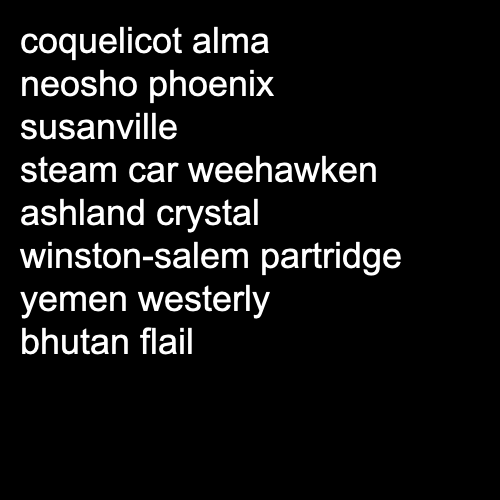 coquelicot alma
neosho phoenix
susanville
steam car weehawken
ashland crystal
winston-salem partridge
yemen westerly
bhutan flail